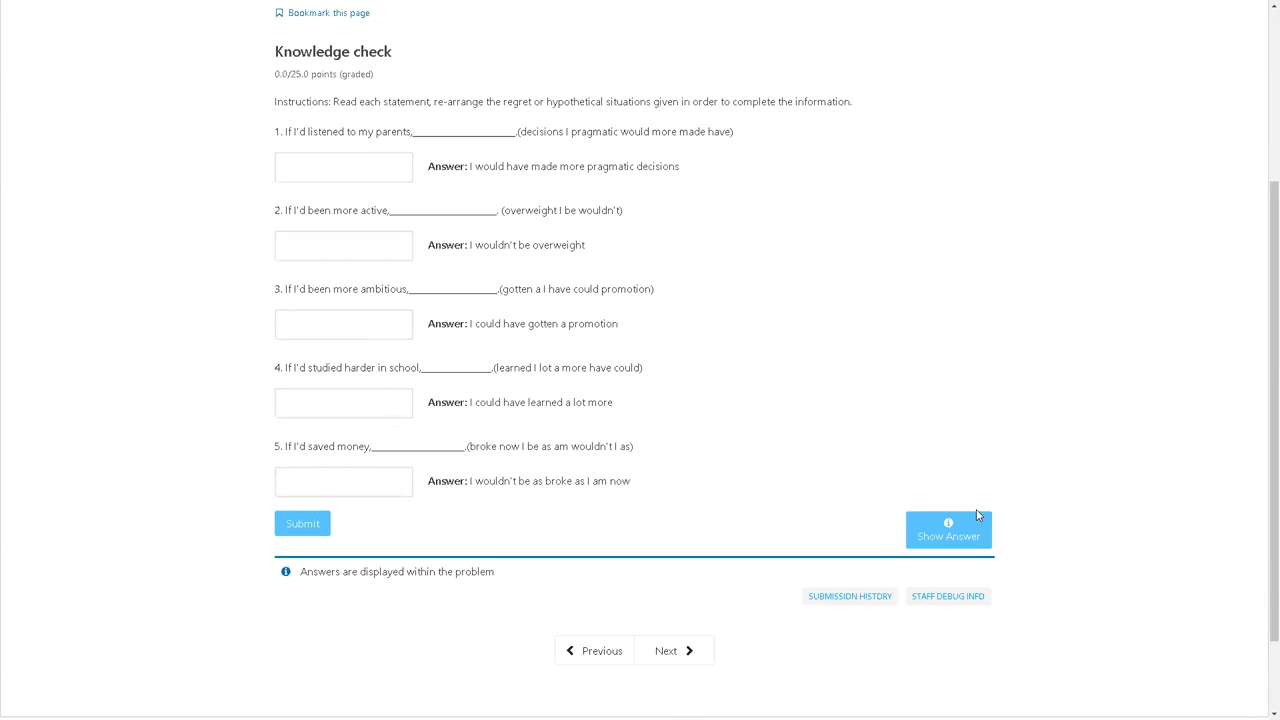 Bookmark this page
Knowledge check
0.0/25.0 points (graded)
Instructions: Read each statement, re-arrange the regret or hypothetical situations given in order to complete the information.
1. If I'd listened to my parents,____________________.(decisions I pragmatic would more made have)
Answer: I would have made more pragmatic decisions
2. If I'd been more active,_____________________. (overweight I be wouldn't)
Answer: I wouldn't be overweight
3. If I'd been more ambitious,_________________.(gotten a I have could promotion)
Answer: I could have gotten a promotion
4. If I'd studied harder in school,_____________.(learned I lot a more have could)
Answer: I could have learned a lot more
5. If I'd saved money,__________________.(broke now I be as am wouldn't I as)
Answer: I wouldn't be as broke as I am now
Submit
Show Answer
Answers are displayed within the problem
SUBMISSION HISTORY STAFF DEBUG INFO
Previous Next